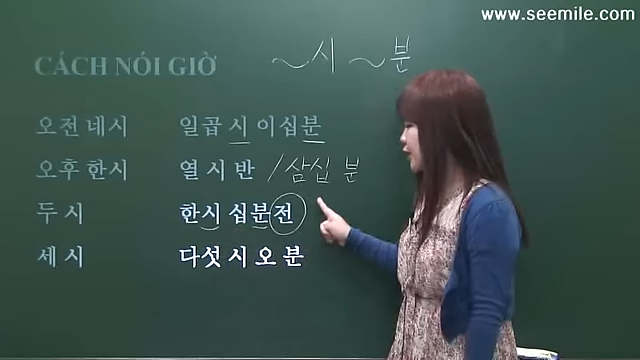 www.seemile.com
CÁCH NÓI GIỜ ~시 ~분
오전 네시 일곱 시 이십분
오후 한시 열 시 반 /삼십 분
두 시 한시 십분전
세 시 다섯 시 오 분